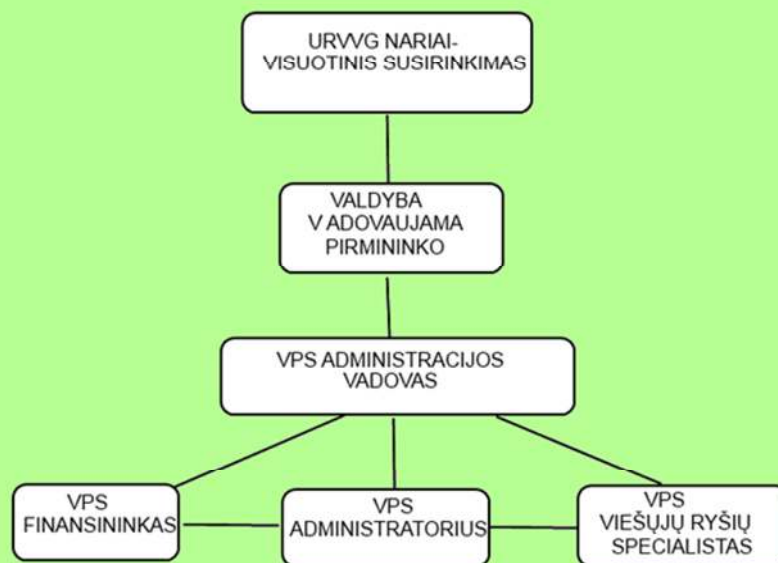 URVVG NARIAI-
VISUOTINIS SUSIRINKIMAS
VALDYBA
V ADOVAUJAMA
PIRMININKO
VPS ADMINISTRACIJOS
VADOVAS
VPS
FINANSININKAS
VPS
ADMINISTRATORIUS
VPS
VIEŠŲJŲ RYŠIŲ
SPECIALISTAS